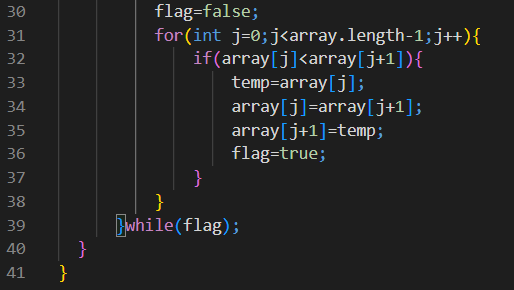 30 flag=false;
31 for(int j=0;j<array.length-1;j++){
32 if(array[j]<array[j+1]){
33 temp=array[j];
34 array[j]=array[j+1];
35 array[j+1]=temp;
36 flag=true;
37 }
38 }
39 }while(flag);
40 }
41 }